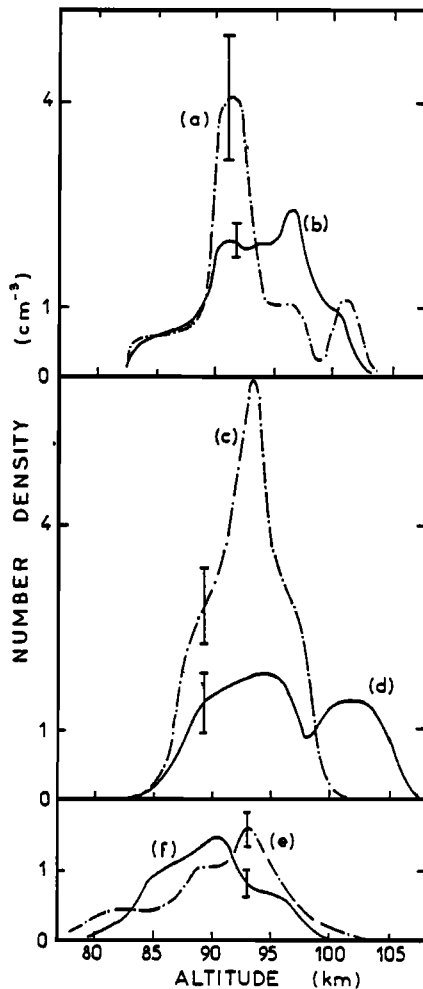 4
(a)
(b)
1
(cm⁻³)
0
(c)
4
NUMBER DENSITY
(d)
1
0
(f)
(e)
1
0
80 85 90 95 100 105
ALTITUDE (km)